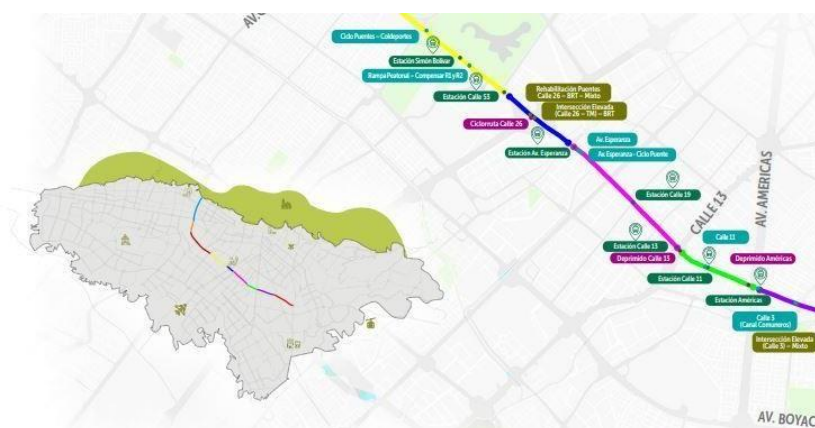 AV. C
Ciclo Puentes – Coldeportes
Estación Simón Bolívar
Rampa Peatonal – Compensar R1 y R2
Estación Calle 53
Rehabilitación Puentes
Calle 26 – BRT – Mixto
Intersección Elevada
(Calle 26 – TM) – BRT
Ciclorruta Calle 26
Estación Av. Esperanza
Av. Esperanza
Av. Esperanza - Ciclo Puente
Estación Calle 19
CALLE 13
AV. AMERICAS
Estación Calle 13
Deprimido Calle 13
Calle 11
Estación Calle 11
Deprimido Américas
Estación Américas
Calle 3
(Canal Comuneros)
Intersección Elevada
(Calle 3) – Mixto
AV. BOYAC